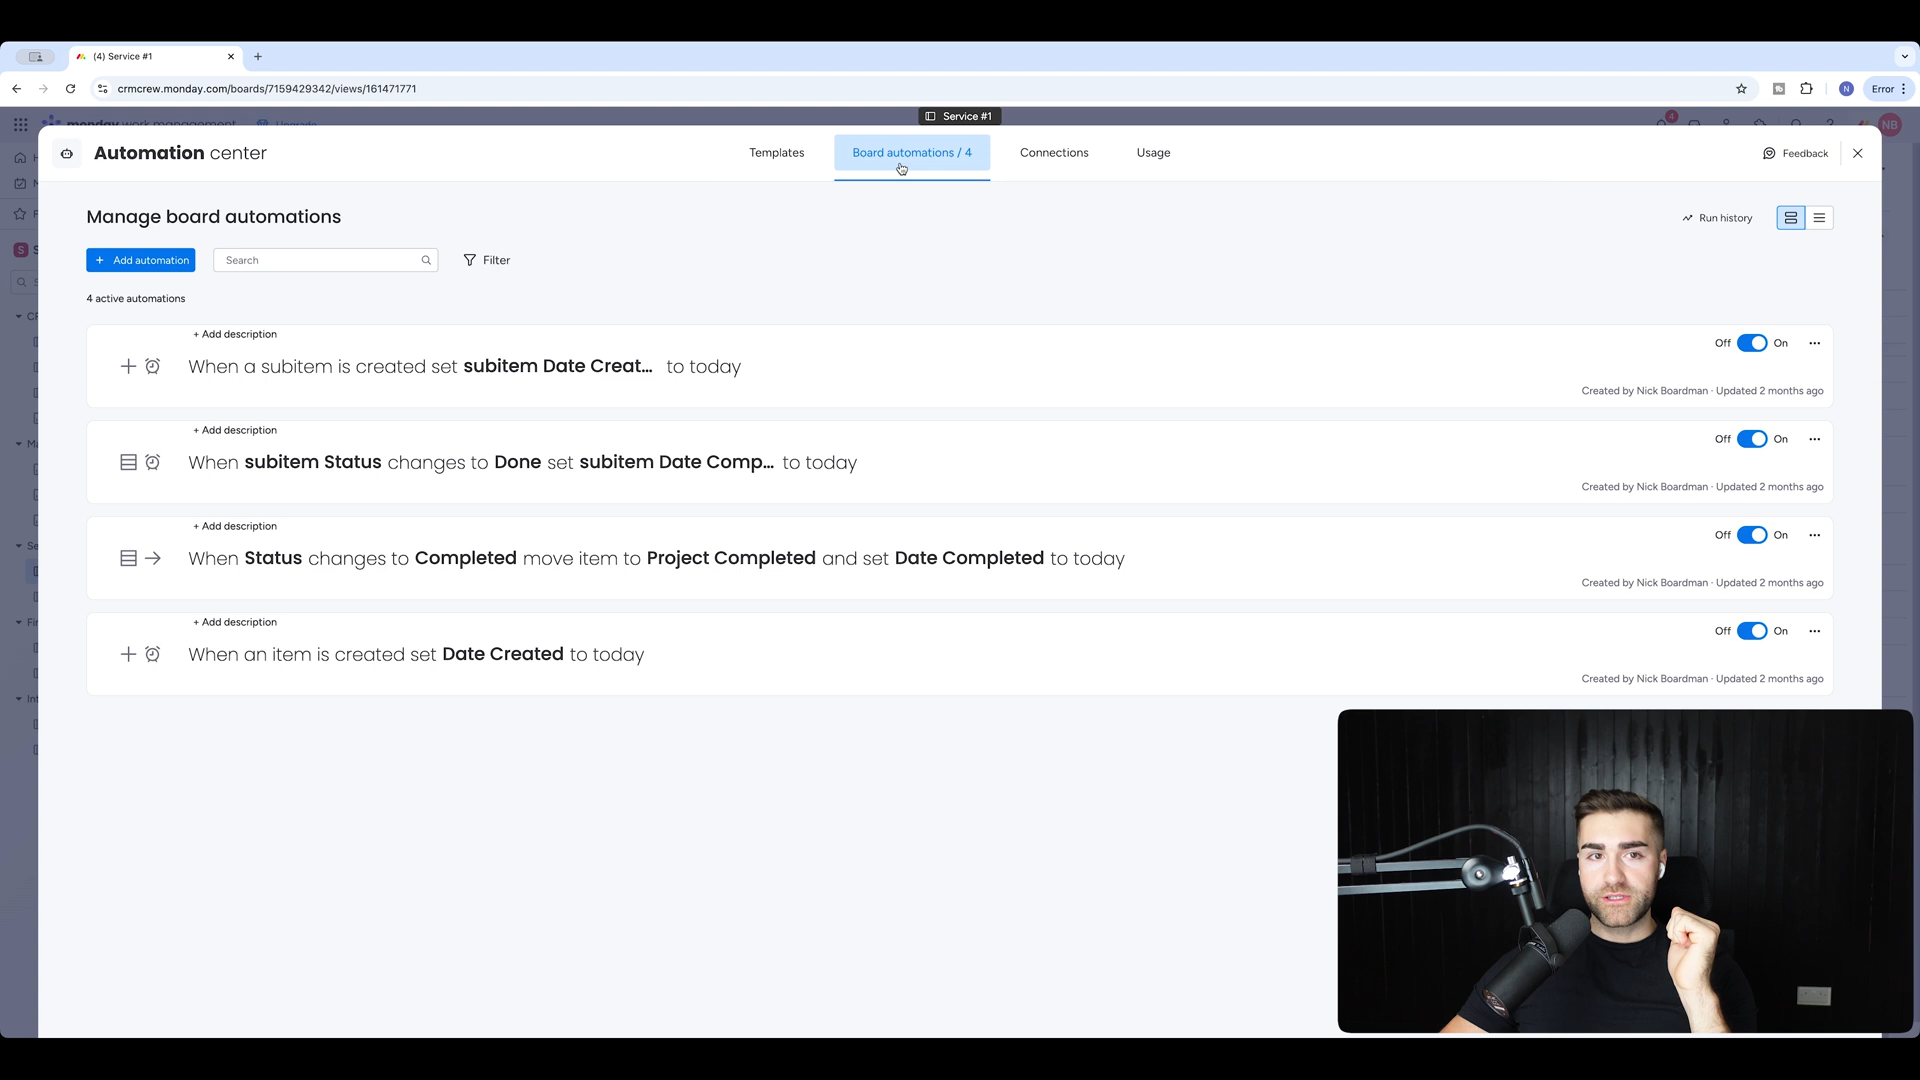 (4) Service #1
crmcrew.monday.com/boards/7159429342/views/161471771
N
Error
monday work management
Upgrade
Service #1
4
NB
Automation center
Templates
Board automations / 4
Connections
Usage
Feedback
Manage board automations
Run history
+ Add automation
Search
Filter
4 active automations
+ Add description
When a subitem is created set subitem Date Creat... to today
Off On
Created by Nick Boardman · Updated 2 months ago
+ Add description
When subitem Status changes to Done set subitem Date Comp... to today
Off On
Created by Nick Boardman · Updated 2 months ago
+ Add description
When Status changes to Completed move item to Project Completed and set Date Completed to today
Off On
Created by Nick Boardman · Updated 2 months ago
+ Add description
When an item is created set Date Created to today
Off On
Created by Nick Boardman · Updated 2 months ago